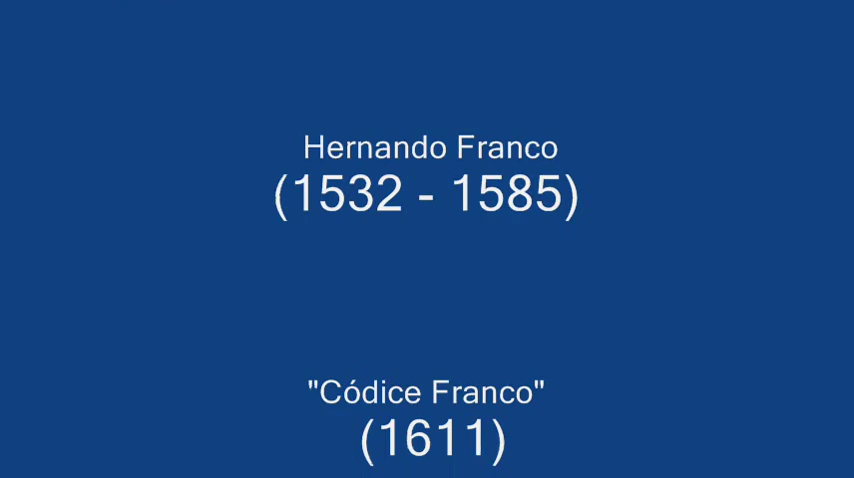 Hernando Franco
(1532 - 1585)
"Códice Franco"
(1611)